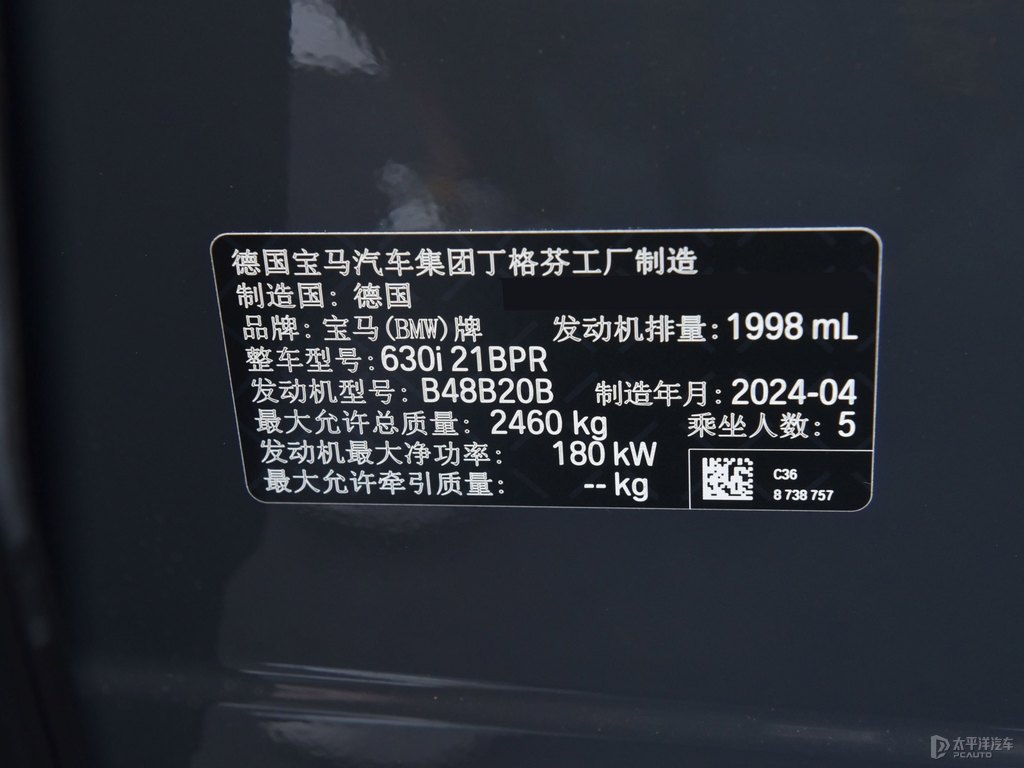 德国宝马汽车集团丁格芬工厂制造
制造国：德国
品牌：宝马(BMW)牌 发动机排量：1998 mL
整车型号：630i 21BPR
发动机型号：B48B20B 制造年月：2024-04
最大允许总质量：2460 kg 乘坐人数：5
发动机最大净功率：180 kW
最大允许牵引质量：-- kg
C36
8 738 757
太平洋汽车
PCAUTO